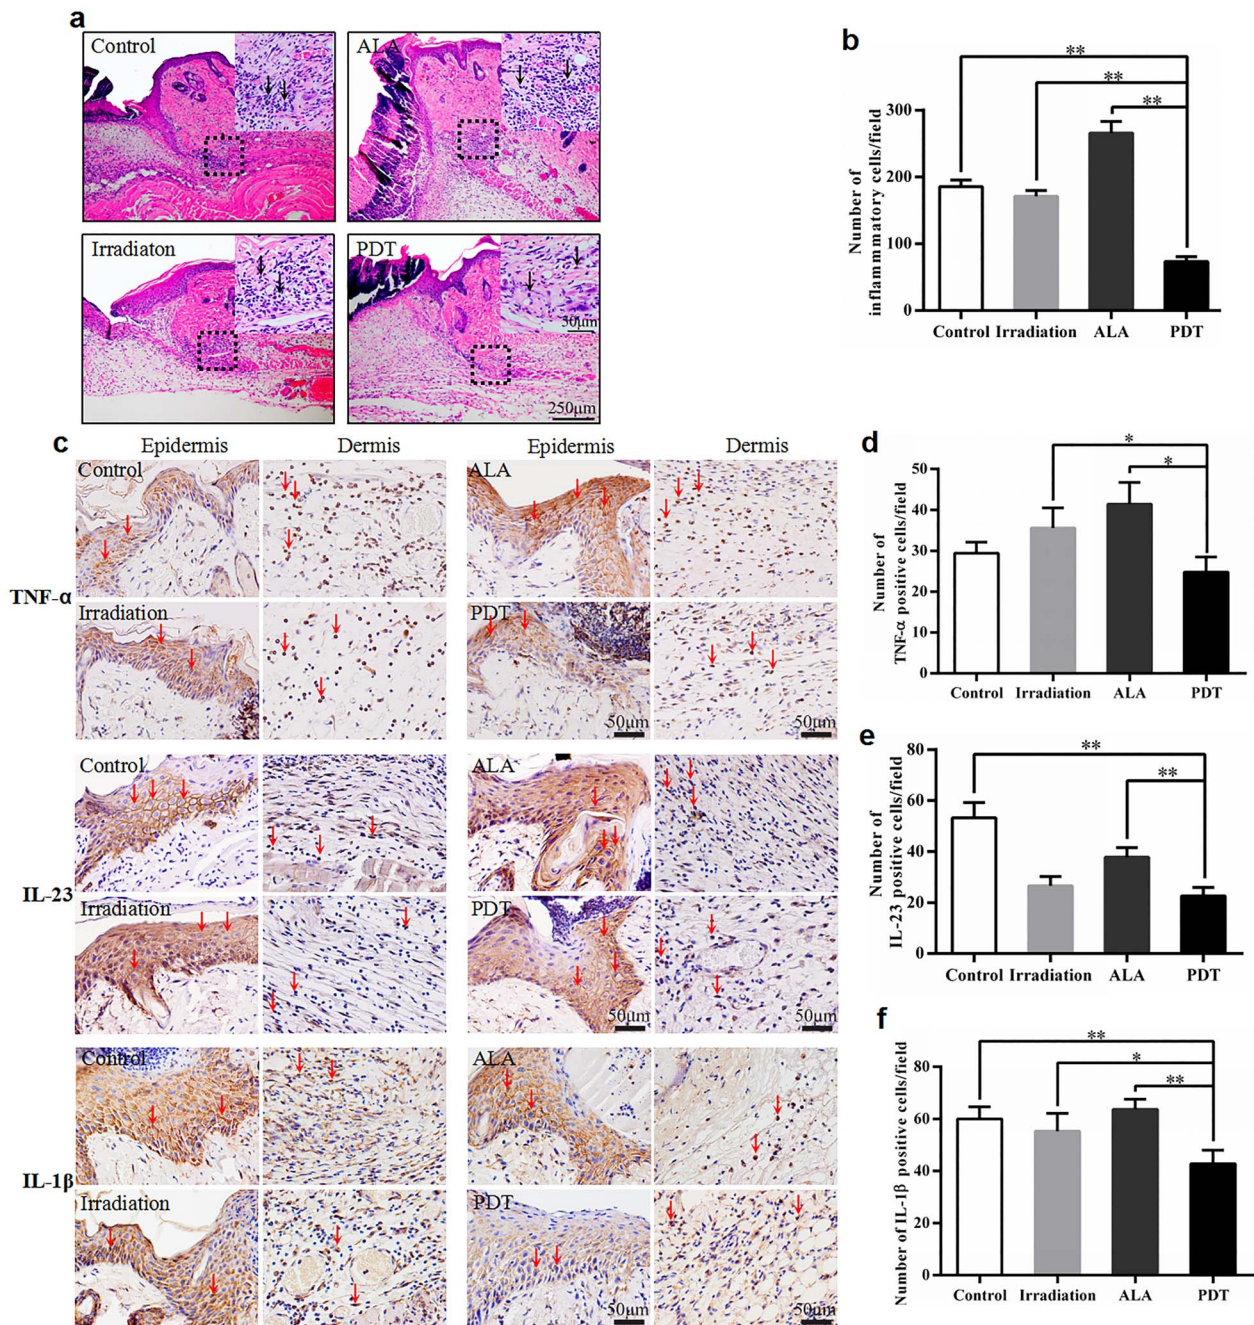 a
Control
ALA
Irradiaton
PDT
50μm
250μm
b
**
**
**
Number of
inflammatory cells/field
300
200
100
0
Control
Irradiation
ALA
PDT
c
Epidermis
Dermis
Epidermis
Dermis
TNF-α
Control
ALA
Irradiation
PDT
50μm
50μm
IL-23
Control
ALA
Irradiation
PDT
50μm
50μm
IL-1β
Control
ALA
Irradiation
PDT
50μm
50μm
d
*
*
Number of
TNF-α positive cells/field
50
40
30
20
10
0
Control
Irradiation
ALA
PDT
e
**
**
Number of
IL-23 positive cells/field
80
60
40
20
0
Control
Irradiation
ALA
PDT
f
**
*
**
Number of IL-1β positive cells/field
80
60
40
20
0
Control
Irradiation
ALA
PDT